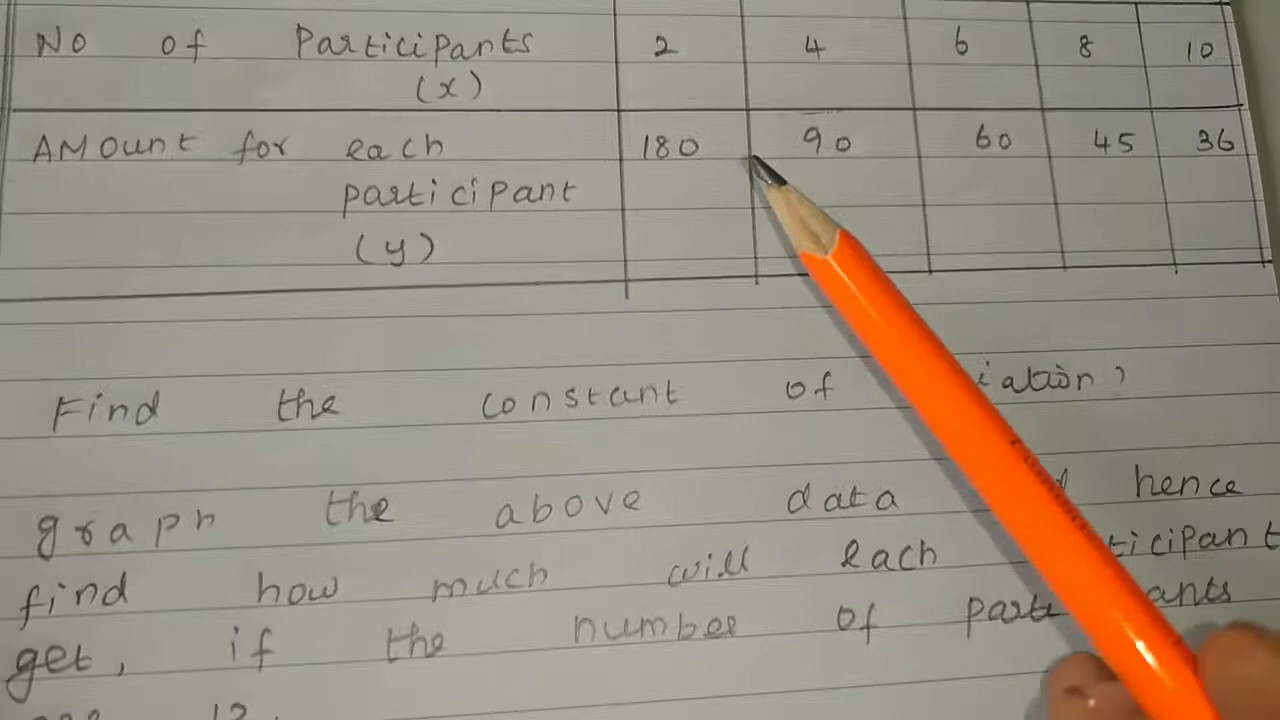 No of Participants 2 4 6 8 10
(x)
Amount for each 180 90 60 45 36
participant
(y)
Find the constant of
graph the above data hence
find how much will each
get, if the number of
12.